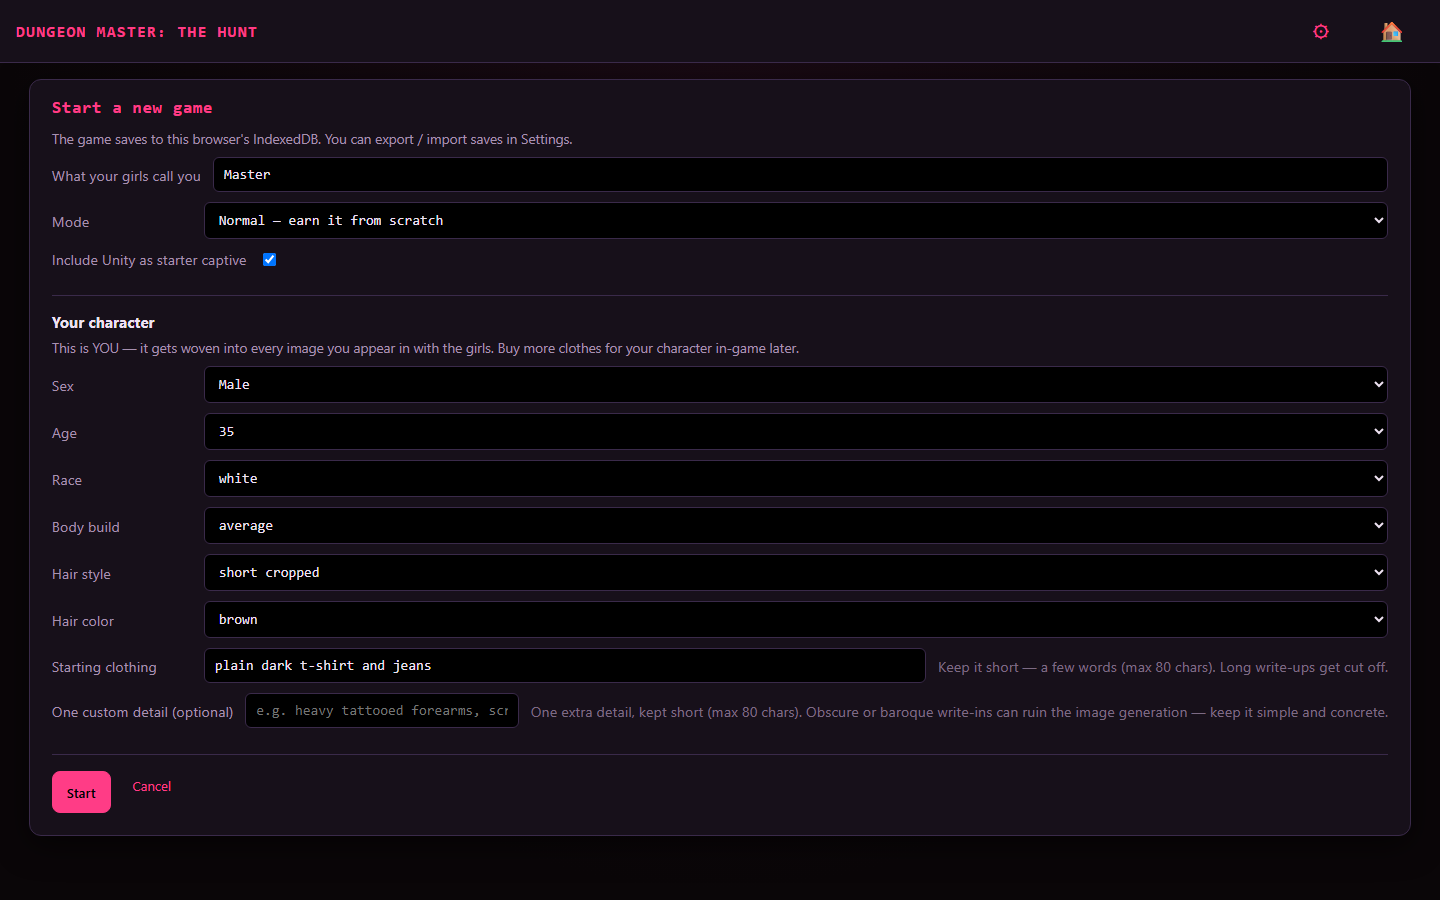 DUNGEON MASTER: THE HUNT
Start a new game
The game saves to this browser's IndexedDB. You can export / import saves in Settings.
What your girls call you Master
Mode Normal — earn it from scratch
Include Unity as starter captive
Your character
This is YOU — it gets woven into every image you appear in with the girls. Buy more clothes for your character in-game later.
Sex Male
Age 35
Race white
Body build average
Hair style short cropped
Hair color brown
Starting clothing plain dark t-shirt and jeans Keep it short — a few words (max 80 chars). Long write-ups get cut off.
One custom detail (optional) e.g. heavy tattooed forearms, scr One extra detail, kept short (max 80 chars). Obscure or baroque write-ins can ruin the image generation — keep it simple and concrete.
Start Cancel